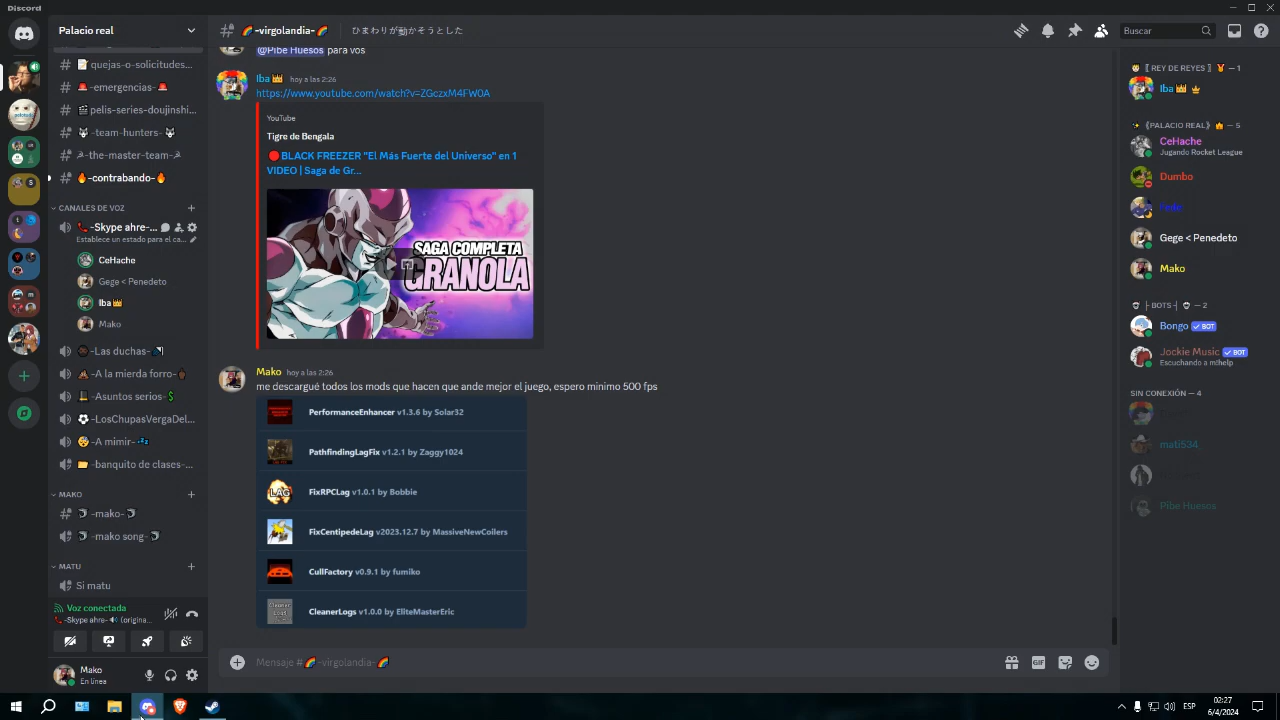 Discord
Palacio real
🌈-virgolandia-🌈
ひまわりが動かそうとした
Buscar
quejas-o-solicitudes...
🚨-emergencias-🚨
pelis-series-doujinsh...
-team-hunters-
☭-the-master-team-☭
🔥-contrabando-🔥
CANALES DE VOZ
📞-Skype ahre-...
Establece un estado para el ca...
CeHache
Gege < Penedeto
Iba 👑
Mako
-Las duchas-
-A la mierda forro-
-Asuntos serios-💲
⚽-LosChupasVergaDel...
😴-A mimir-💤
📂-banquito de clases-...
MAKO
-mako-
-mako song-
MATU
Si matu
Voz conectada
📞-Skype ahre- 🔊 (origina...
Mako
En línea
@Pibe Huesos para vos
Iba 👑 hoy a las 2:26
https://www.youtube.com/watch?v=ZGczxM4FW0A
YouTube
Tigre de Bengala
🔴BLACK FREEZER "El Más Fuerte del Universo" en 1
VIDEO | Saga de Gr...
SAGA COMPLETA
GRANOLA
Mako hoy a las 2:26
me descargué todos los mods que hacen que ande mejor el juego, espero minimo 500 fps
PerformanceEnhancer v1.3.6 by Solar32
PathfindingLagFix v1.2.1 by Zaggy1024
LAG
FixRPCLag v1.0.1 by Bobbie
FixCentipedeLag v2023.12.7 by MassiveNewCoilers
CullFactory v0.9.1 by fumiko
Cleaner
Logs
CleanerLogs v1.0.0 by EliteMasterEric
Mensaje #🌈-virgolandia-🌈
GIF
〖 REY DE REYES 〗 🏅 — 1
Iba 👑
✨ 〖PALACIO REAL〗 👑 — 5
CeHache
Jugando Rocket League
Dumbo
Gege < Penedeto
Mako
├ BOTS ┤ — 2
Bongo BOT
Jockie Music BOT
Escuchando a m!help
SIN CONEXIÓN — 4
mati534
Pibe Huesos
ESP
02:27
6/4/2024